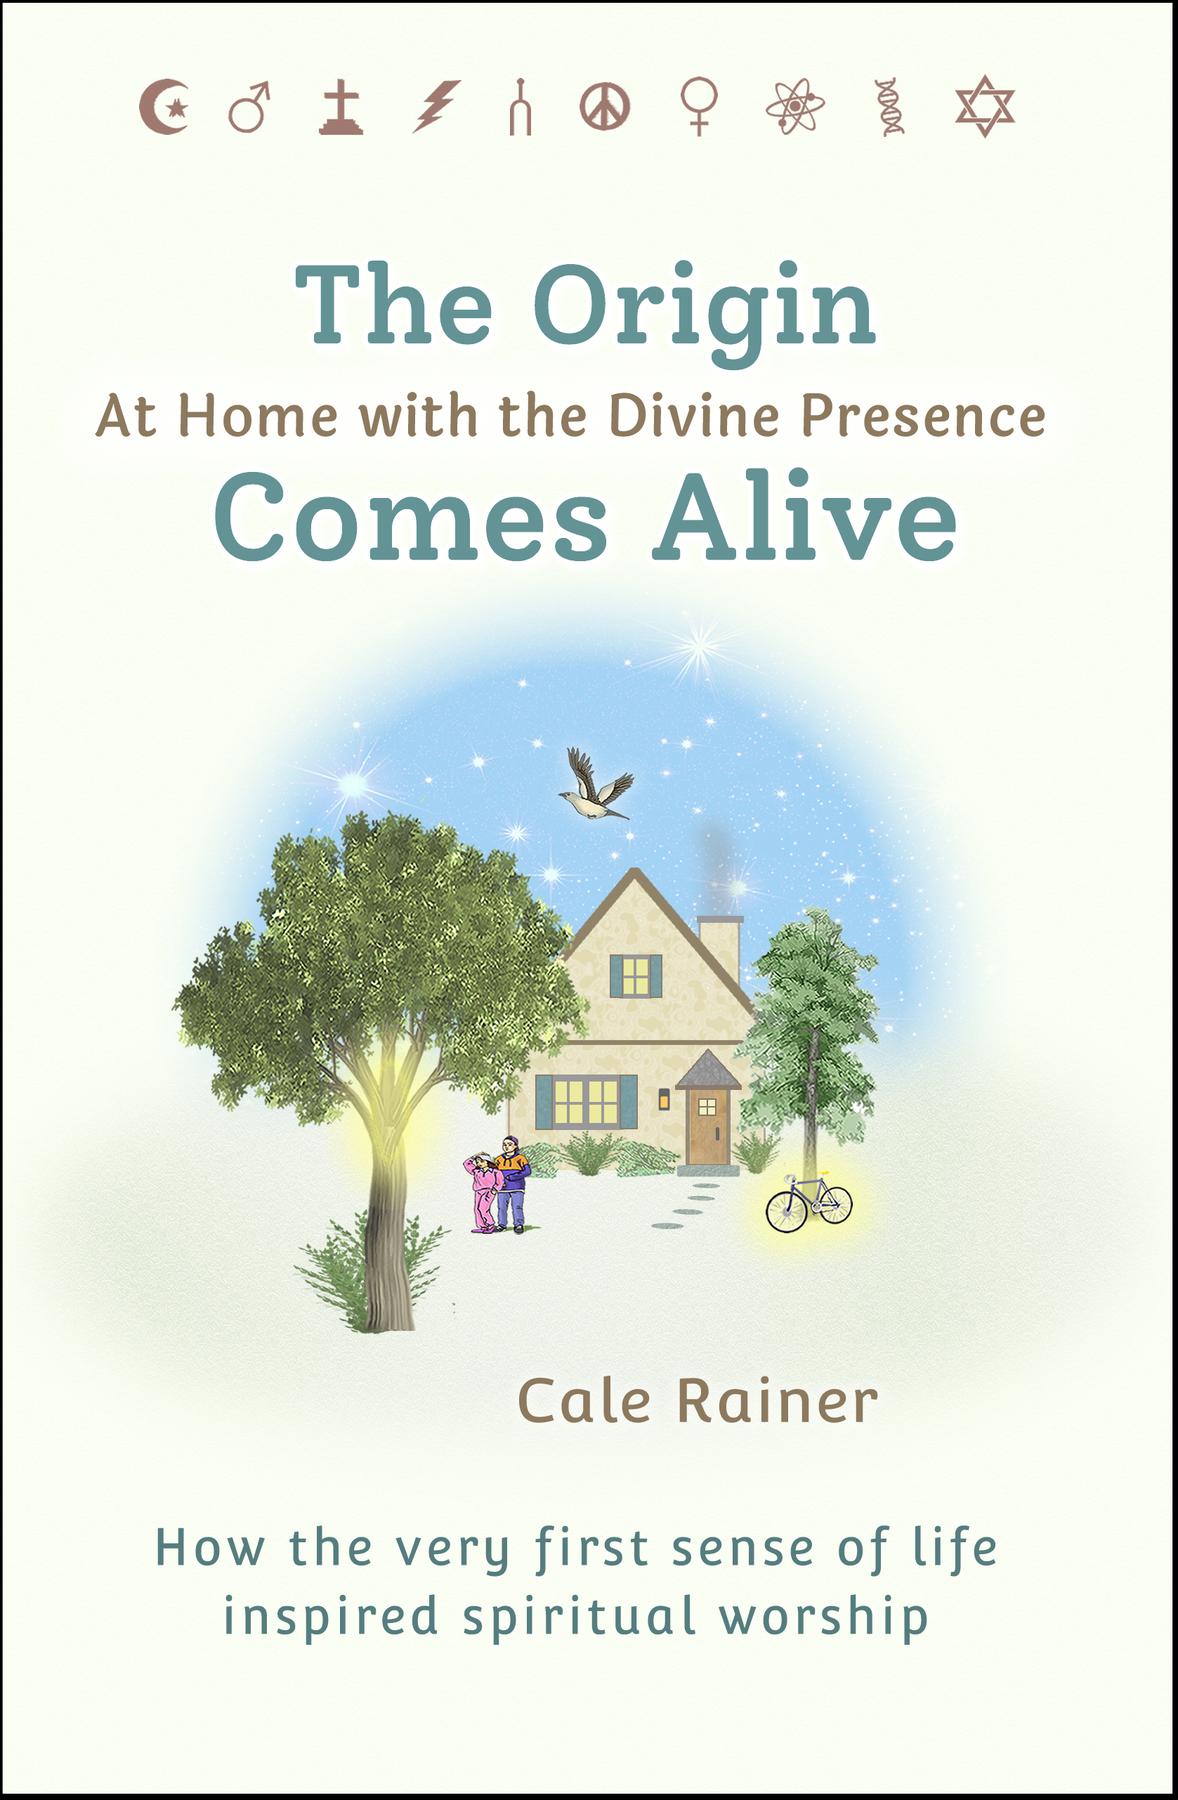 The Origin
At Home with the Divine Presence
Comes Alive
Cale Rainer
How the very first sense of life
inspired spiritual worship